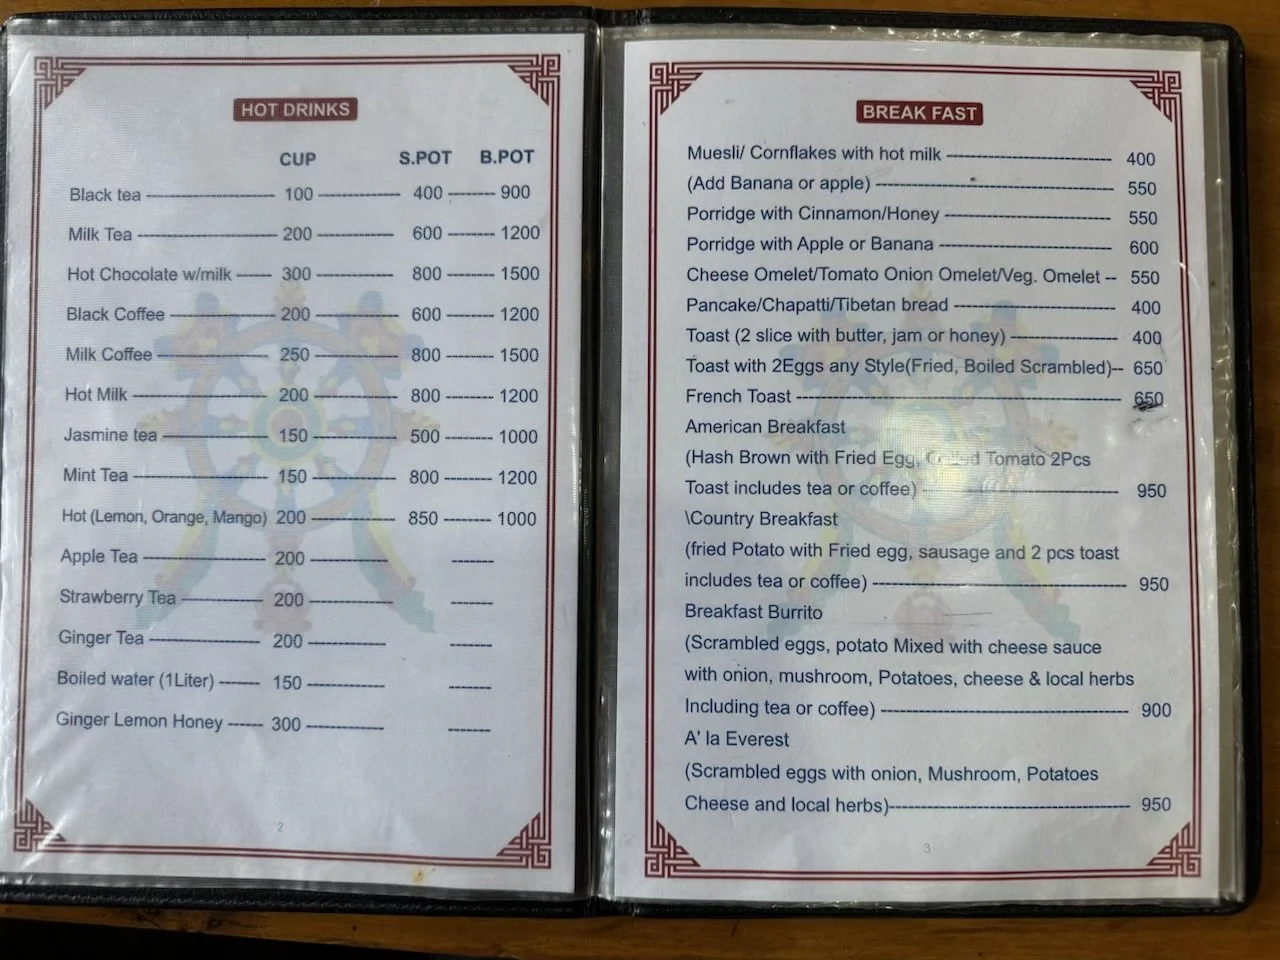 HOT DRINKS
CUP S.POT B.POT
Black tea ---------------------- 100 ---------------- 400 ------- 900
Milk Tea ---------------------- 200 --------------- 600 ------- 1200
Hot Chocolate w/milk ------ 300 --------------- 800 ------- 1500
Black Coffee ----------------- 200 --------------- 600 ------- 1200
Milk Coffee ------------------- 250 --------------- 800 ------- 1500
Hot Milk ----------------------- 200 --------------- 800 ------- 1200
Jasmine tea ------------------ 150 --------------- 500 ------- 1000
Mint Tea ----------------------- 150 --------------- 800 ------- 1200
Hot (Lemon, Orange, Mango) 200 --------------- 850 ------- 1000
Apple Tea --------------------- 200 --------------- -------
Strawberry Tea -------------- 200 --------------- -------
Ginger Tea -------------------- 200 --------------- -------
Boiled water (1Liter) ------- 150 -------------- -------
Ginger Lemon Honey ------ 300 -------------- -------
2
BREAK FAST
Muesli/ Cornflakes with hot milk ----------------------------- 400
(Add Banana or apple) ------------------------------------------ 550
Porridge with Cinnamon/Honey ----------------------------- 550
Porridge with Apple or Banana ------------------------------ 600
Cheese Omelet/Tomato Onion Omelet/Veg. Omelet -- 550
Pancake/Chapatti/Tibetan bread ---------------------------- 400
Toast (2 slice with butter, jam or honey) ------------------- 400
Toast with 2Eggs any Style(Fried, Boiled Scrambled)-- 650
French Toast --------------------------------------------------------- 650
American Breakfast
(Hash Brown with Fried Egg, Tomato 2Pcs
Toast includes tea or coffee) ----------------------------------- 950
\Country Breakfast
(fried Potato with Fried egg, sausage and 2 pcs toast
includes tea or coffee) -------------------------------------------- 950
Breakfast Burrito
(Scrambled eggs, potato Mixed with cheese sauce
with onion, mushroom, Potatoes, cheese & local herbs
Including tea or coffee) ------------------------------------------- 900
A' la Everest
(Scrambled eggs with onion, Mushroom, Potatoes
Cheese and local herbs)------------------------------------------ 950
3